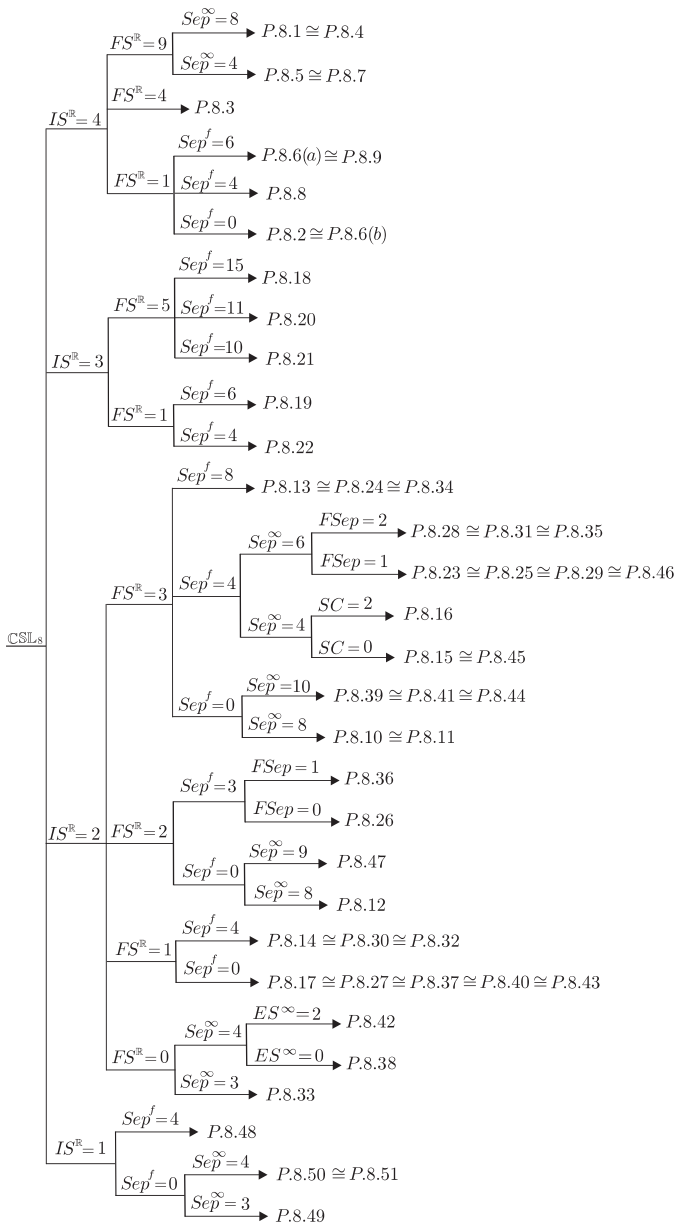 Sep^∞=8
P.8.1 ≅ P.8.4
FS^ℝ=9
Sep^∞=4
P.8.5 ≅ P.8.7
FS^ℝ=4
P.8.3
IS^ℝ=4
Sep^f=6
P.8.6(a) ≅ P.8.9
FS^ℝ=1
Sep^f=4
P.8.8
Sep^f=0
P.8.2 ≅ P.8.6(b)
Sep^f=15
P.8.18
FS^ℝ=5
Sep^f=11
P.8.20
Sep^f=10
P.8.21
IS^ℝ=3
Sep^f=6
P.8.19
FS^ℝ=1
Sep^f=4
P.8.22
Sep^f=8
P.8.13 ≅ P.8.24 ≅ P.8.34
FSep=2
P.8.28 ≅ P.8.31 ≅ P.8.35
Sep^∞=6
FSep=1
P.8.23 ≅ P.8.25 ≅ P.8.29 ≅ P.8.46
FS^ℝ=3
Sep^f=4
SC=2
P.8.16
Sep^∞=4
SC=0
P.8.15 ≅ P.8.45
ℂ𝕊𝕃₈
Sep^∞=10
P.8.39 ≅ P.8.41 ≅ P.8.44
Sep^f=0
Sep^∞=8
P.8.10 ≅ P.8.11
FSep=1
P.8.36
Sep^f=3
FSep=0
P.8.26
IS^ℝ=2
FS^ℝ=2
Sep^∞=9
P.8.47
Sep^f=0
Sep^∞=8
P.8.12
Sep^f=4
P.8.14 ≅ P.8.30 ≅ P.8.32
FS^ℝ=1
Sep^f=0
P.8.17 ≅ P.8.27 ≅ P.8.37 ≅ P.8.40 ≅ P.8.43
ES^∞=2
P.8.42
Sep^∞=4
ES^∞=0
P.8.38
FS^ℝ=0
Sep^∞=3
P.8.33
Sep^f=4
P.8.48
IS^ℝ=1
Sep^∞=4
P.8.50 ≅ P.8.51
Sep^f=0
Sep^∞=3
P.8.49